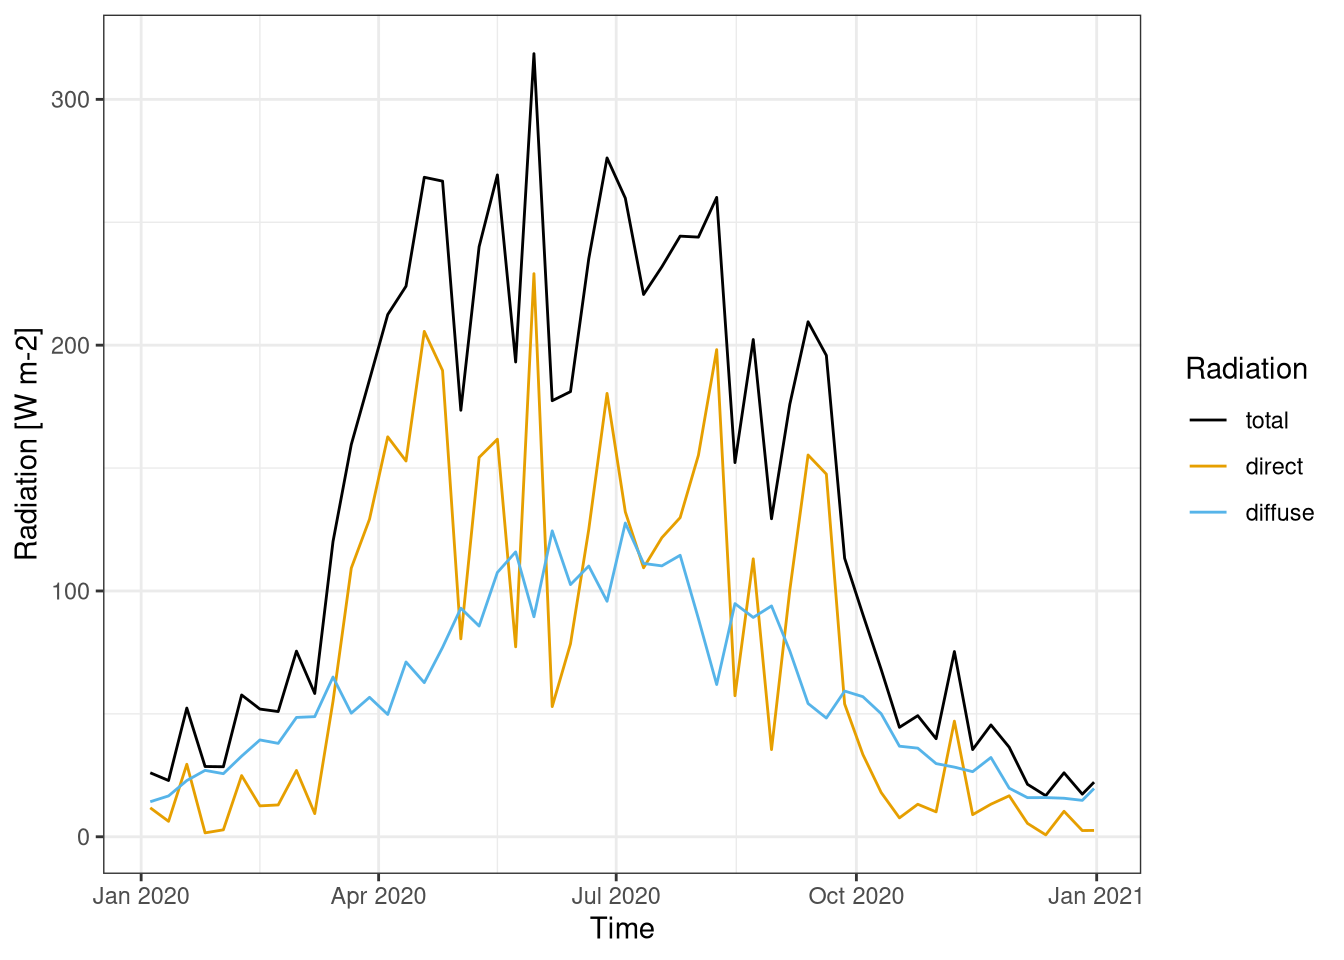 300
200
100
0
Radiation [W m-2]
Jan 2020
Apr 2020
Jul 2020
Oct 2020
Jan 2021
Time
Radiation
total
direct
diffuse